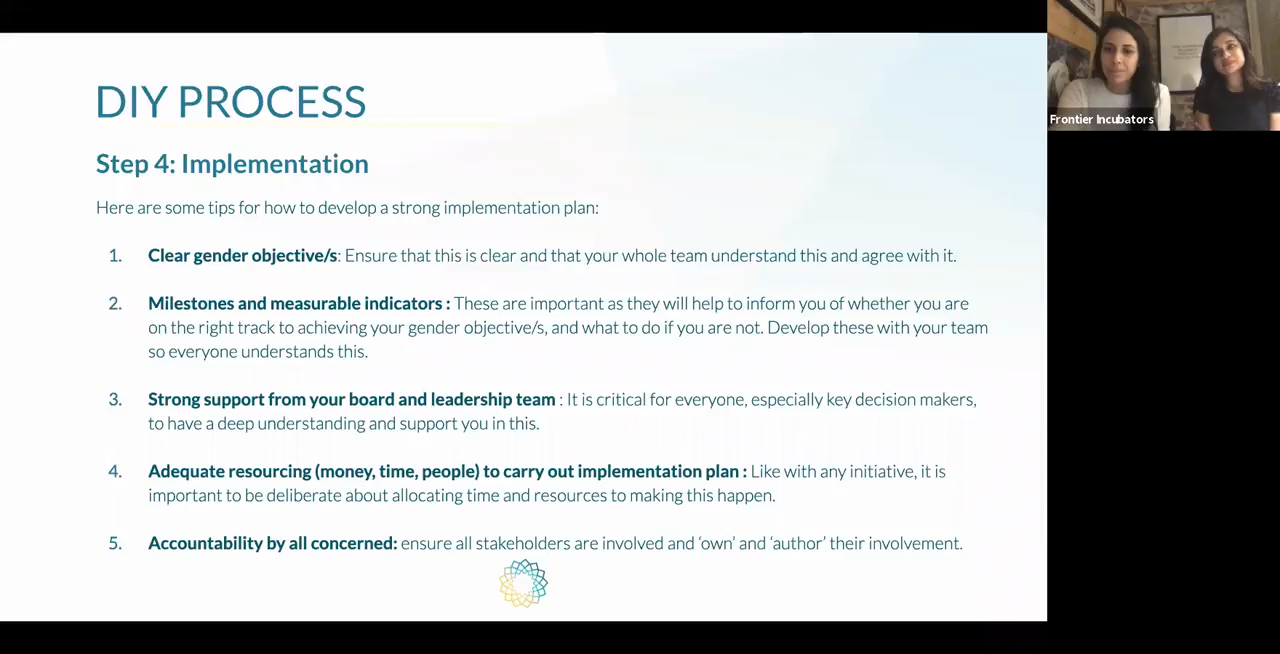 DIY PROCESS
Step 4: Implementation
Here are some tips for how to develop a strong implementation plan:
1. Clear gender objective/s: Ensure that this is clear and that your whole team understand this and agree with it.
2. Milestones and measurable indicators : These are important as they will help to inform you of whether you are
on the right track to achieving your gender objective/s, and what to do if you are not. Develop these with your team
so everyone understands this.
3. Strong support from your board and leadership team : It is critical for everyone, especially key decision makers,
to have a deep understanding and support you in this.
4. Adequate resourcing (money, time, people) to carry out implementation plan : Like with any initiative, it is
important to be deliberate about allocating time and resources to making this happen.
5. Accountability by all concerned: ensure all stakeholders are involved and ‘own’ and ‘author’ their involvement.
Frontier Incubators